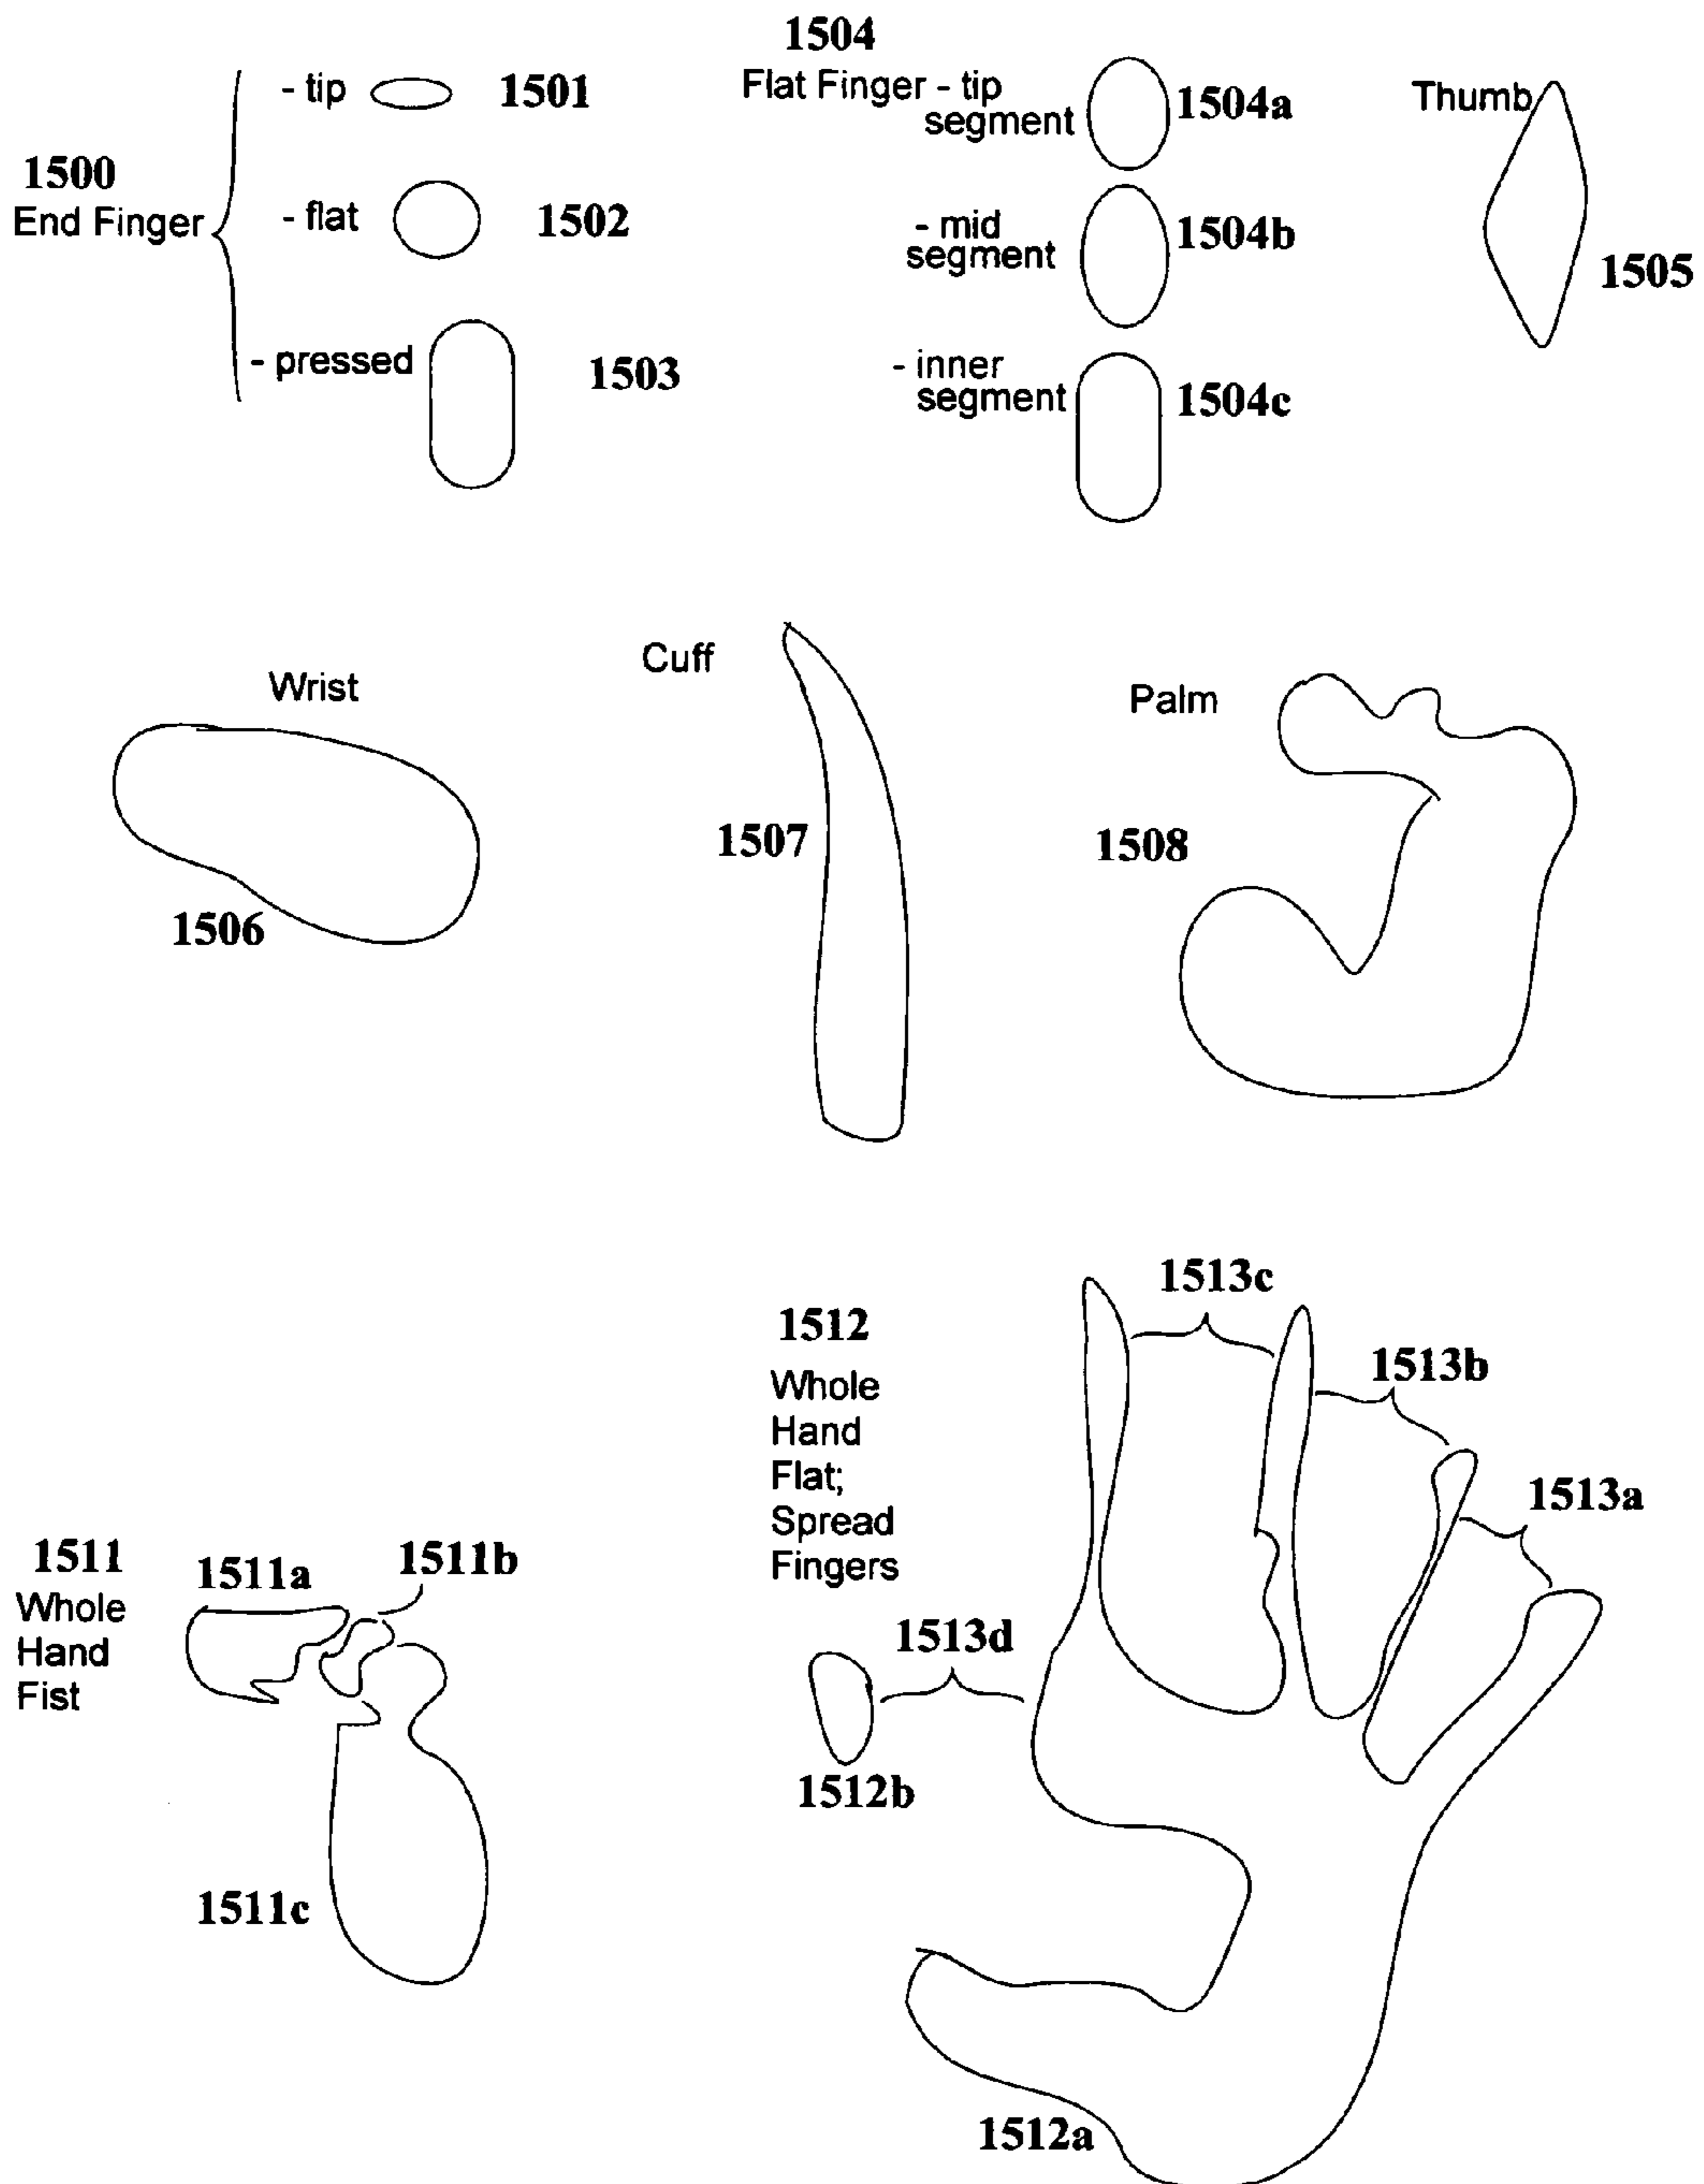 1500
End Finger
- tip 1501
- flat 1502
- pressed 1503
1504
Flat Finger - tip
segment 1504a
- mid
segment 1504b
- inner
segment 1504c
Thumb
1505
Wrist
1506
Cuff
1507
Palm
1508
1511
Whole
Hand
Fist
1511a
1511b
1511c
1512
Whole
Hand
Flat;
Spread
Fingers
1513c
1513b
1513a
1513d
1512b
1512a